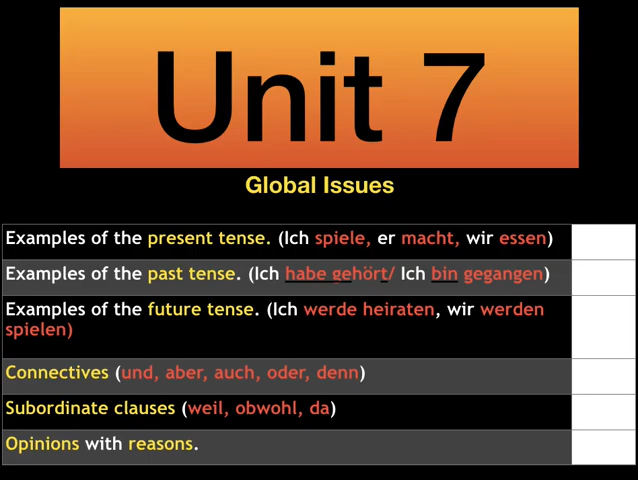 Unit 7
Global Issues
Examples of the present tense. (Ich spiele, er macht, wir essen)
Examples of the past tense. (Ich habe gehört/ Ich bin gegangen)
Examples of the future tense. (Ich werde heiraten, wir werden
spielen)
Connectives (und, aber, auch, oder, denn)
Subordinate clauses (weil, obwohl, da)
Opinions with reasons.